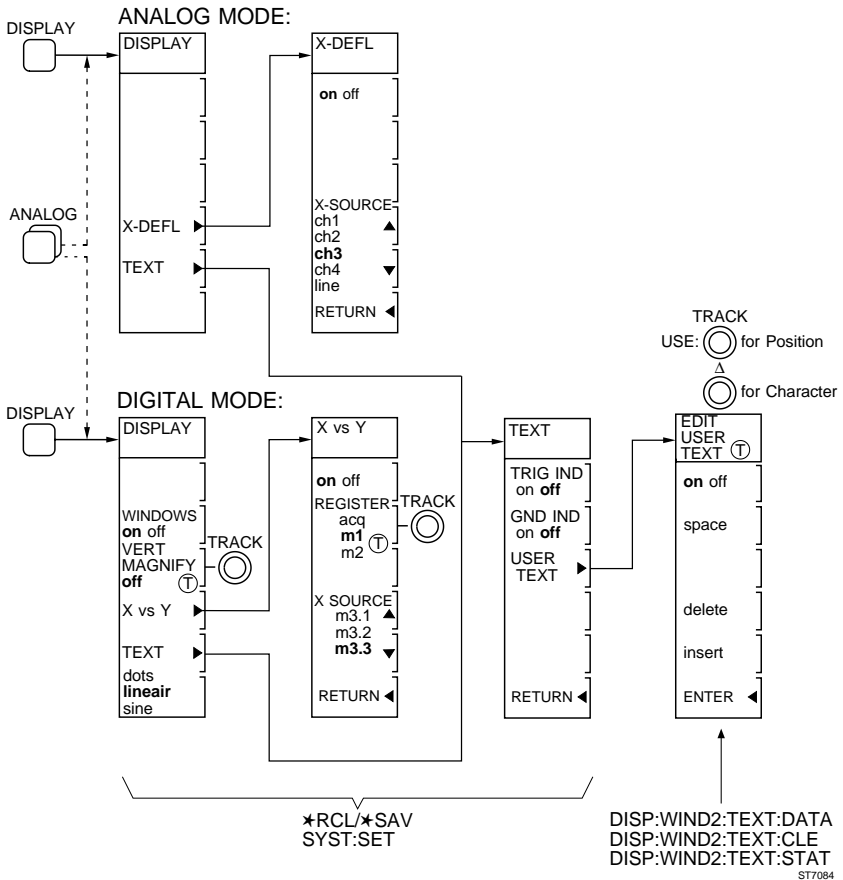 ANALOG MODE:
DISPLAY
DISPLAY
X-DEFL
on off
X-SOURCE
ch1
ch2
ch3
ch4
line
RETURN
ANALOG
X-DEFL
TEXT
TRACK
USE: for Position
Δ
for Character
DIGITAL MODE:
DISPLAY
DISPLAY
WINDOWS
on off
VERT
MAGNIFY
off T
TRACK
X vs Y
TEXT
dots
lineair
sine
X vs Y
on off
REGISTER
acq
m1 T
m2
TRACK
X SOURCE
m3.1
m3.2
m3.3
RETURN
TEXT
TRIG IND
on off
GND IND
on off
USER
TEXT
RETURN
EDIT
USER
TEXT T
on off
space
delete
insert
ENTER
*RCL/*SAV
SYST:SET
DISP:WIND2:TEXT:DATA
DISP:WIND2:TEXT:CLE
DISP:WIND2:TEXT:STAT
ST7084